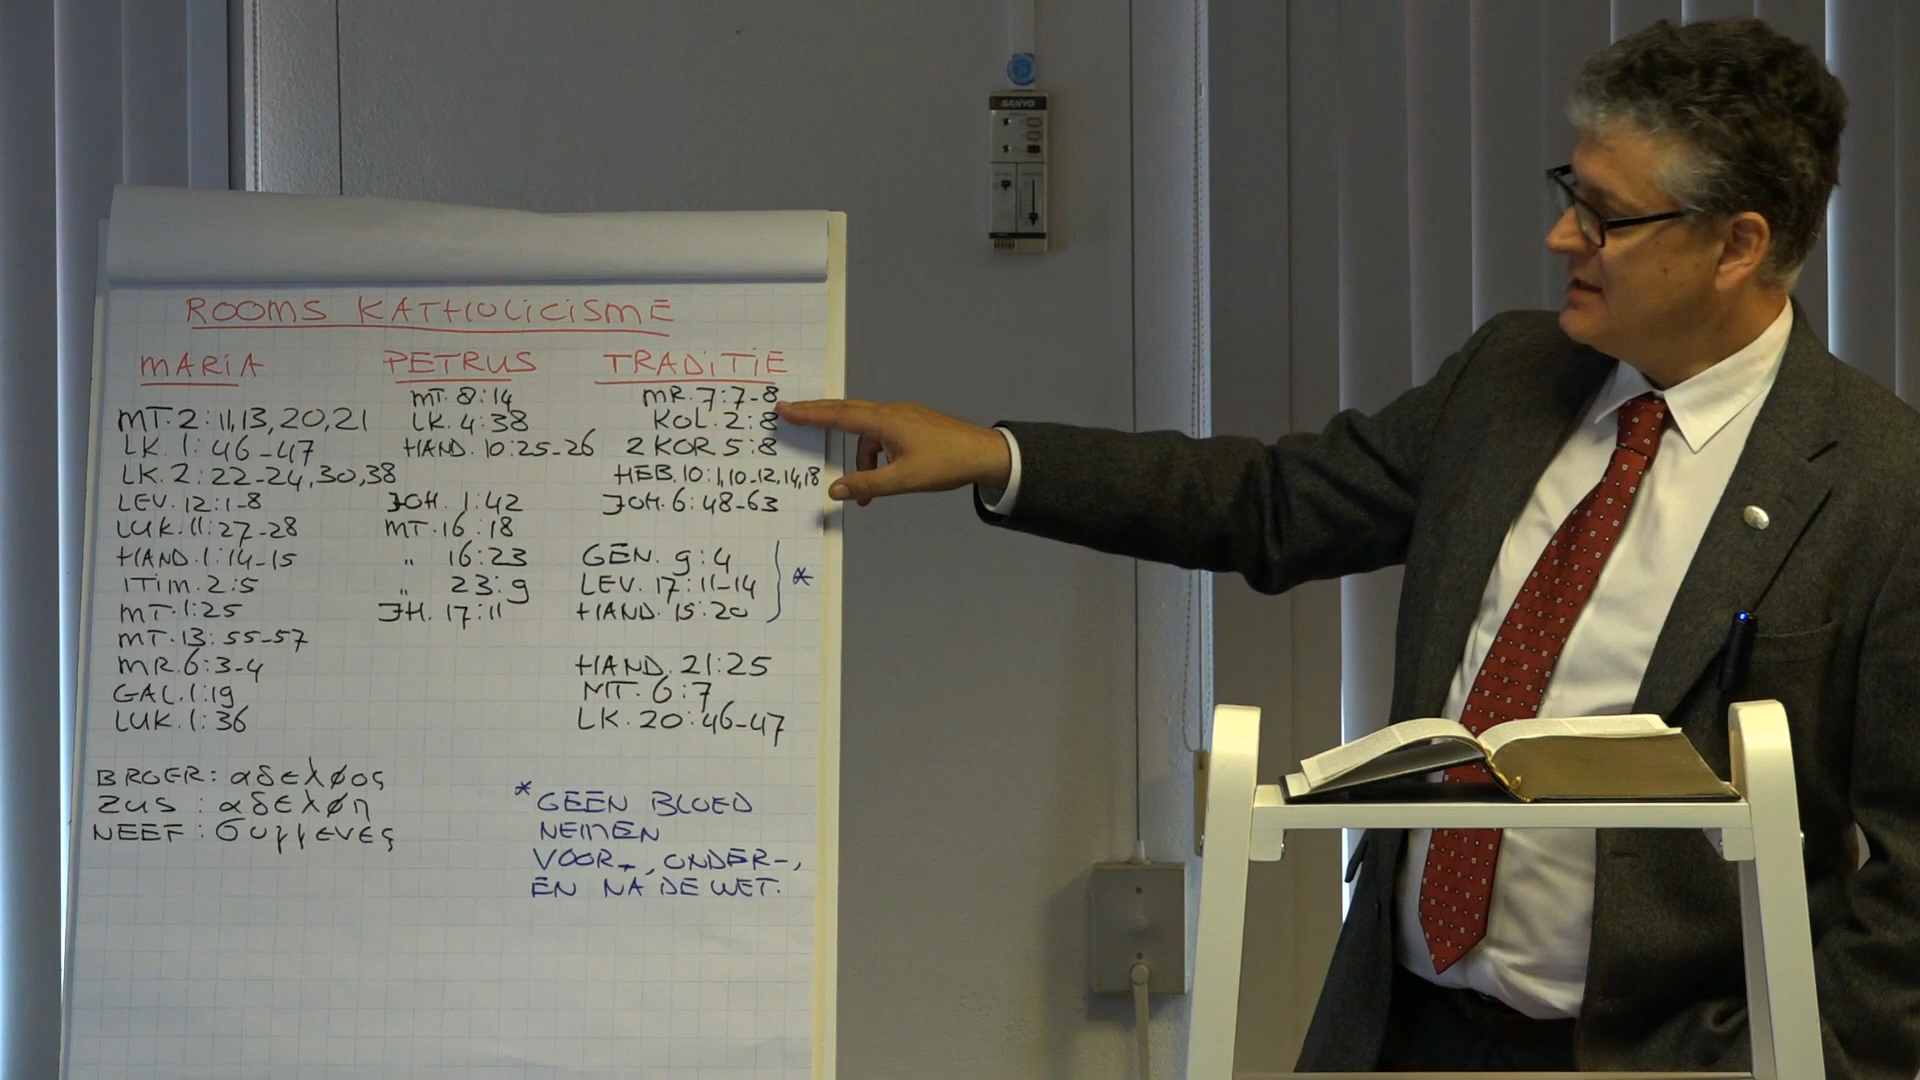 SANYO
ROOMS KATHOLICISME
MARIA
MT. 2:11,13,20,21
LK. 1:46-47
LK. 2:22-24,30,38
LEV. 12:1-8
LUK. 11:27-28
HAND. 1:14-15
1TIM. 2:5
MT. 1:25
MT. 13:55-57
MR. 6:3-4
GAL. 1:19
LUK. 1:36
BROER: αδελφος
ZUS : αδελφη
NEEF: συγγενες
PETRUS
MT. 8:14
LK. 4:38
HAND. 10:25-26
JOH. 1:42
MT. 16:18
" 16:23
" 23:9
JH. 17:11
TRADITIE
MR. 7:7-8
KOL. 2:8
2 KOR 5:8
HEB. 10:1,10-12,14,18
JOH. 6:48-63
GEN. 9:4
LEV. 17:11-14 *
HAND. 15:20
HAND. 21:25
MT. 6:7
LK. 20:46-47
* GEEN BLOED
NEMEN
VOOR-, ONDER-,
EN NA DE WET.